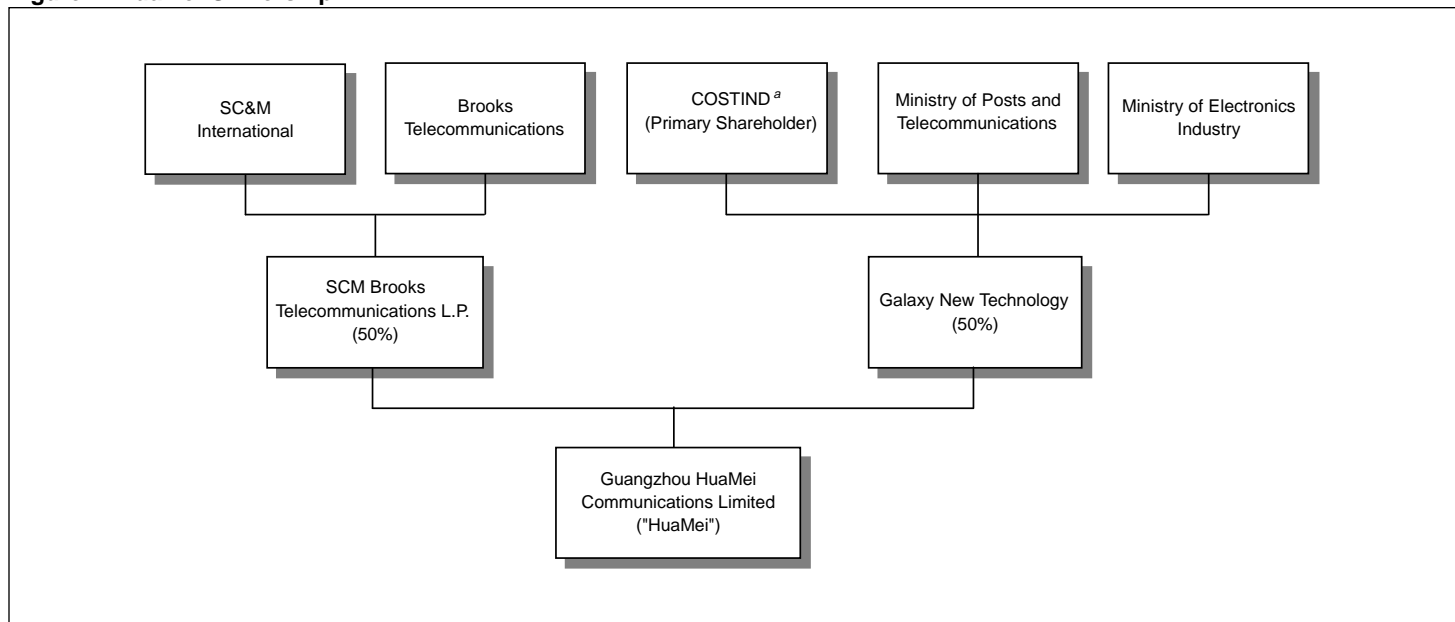 SC&M
International
Brooks
Telecommunications
COSTIND a
(Primary Shareholder)
Ministry of Posts and
Telecommunications
Ministry of Electronics
Industry
SCM Brooks
Telecommunications L.P.
(50%)
Galaxy New Technology
(50%)
Guangzhou HuaMei
Communications Limited
("HuaMei")